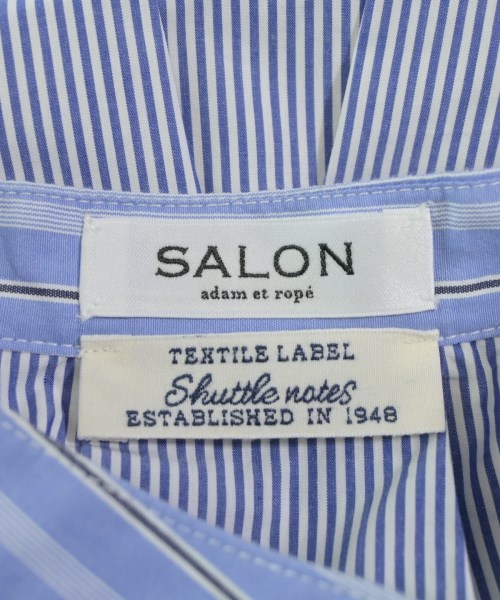 SALON
adam et ropé
TEXTILE LABEL
Shuttle notes
ESTABLISHED IN 1948